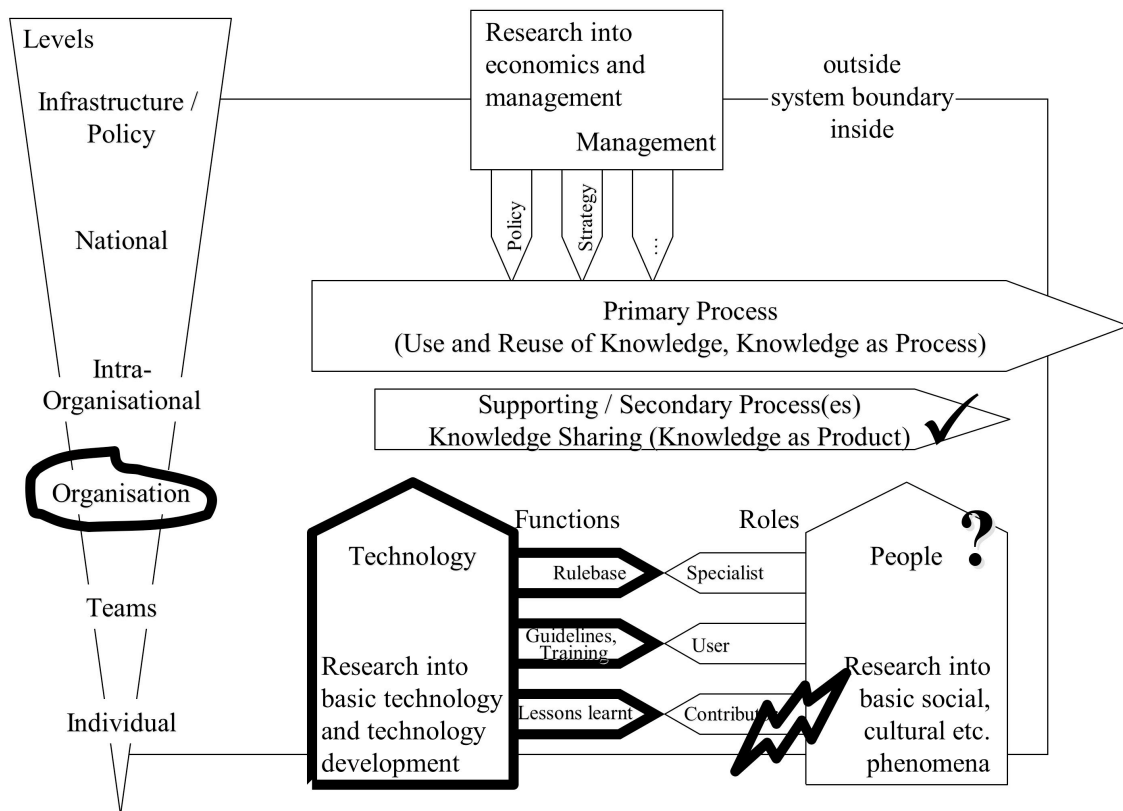 Levels
Infrastructure /
Policy
National
Intra-
Organisational
Organisation
Teams
Individual
Research into
economics and
management
Management
outside
system boundary
inside
Policy
Strategy
...
Primary Process
(Use and Reuse of Knowledge, Knowledge as Process)
Supporting / Secondary Process(es)
Knowledge Sharing (Knowledge as Product)
Functions
Roles
Technology
Research into
basic technology
and technology
development
Rulebase
Guidelines,
Training
Lessons learnt
Specialist
User
People
?
Research into
basic social,
cultural etc.
phenomena